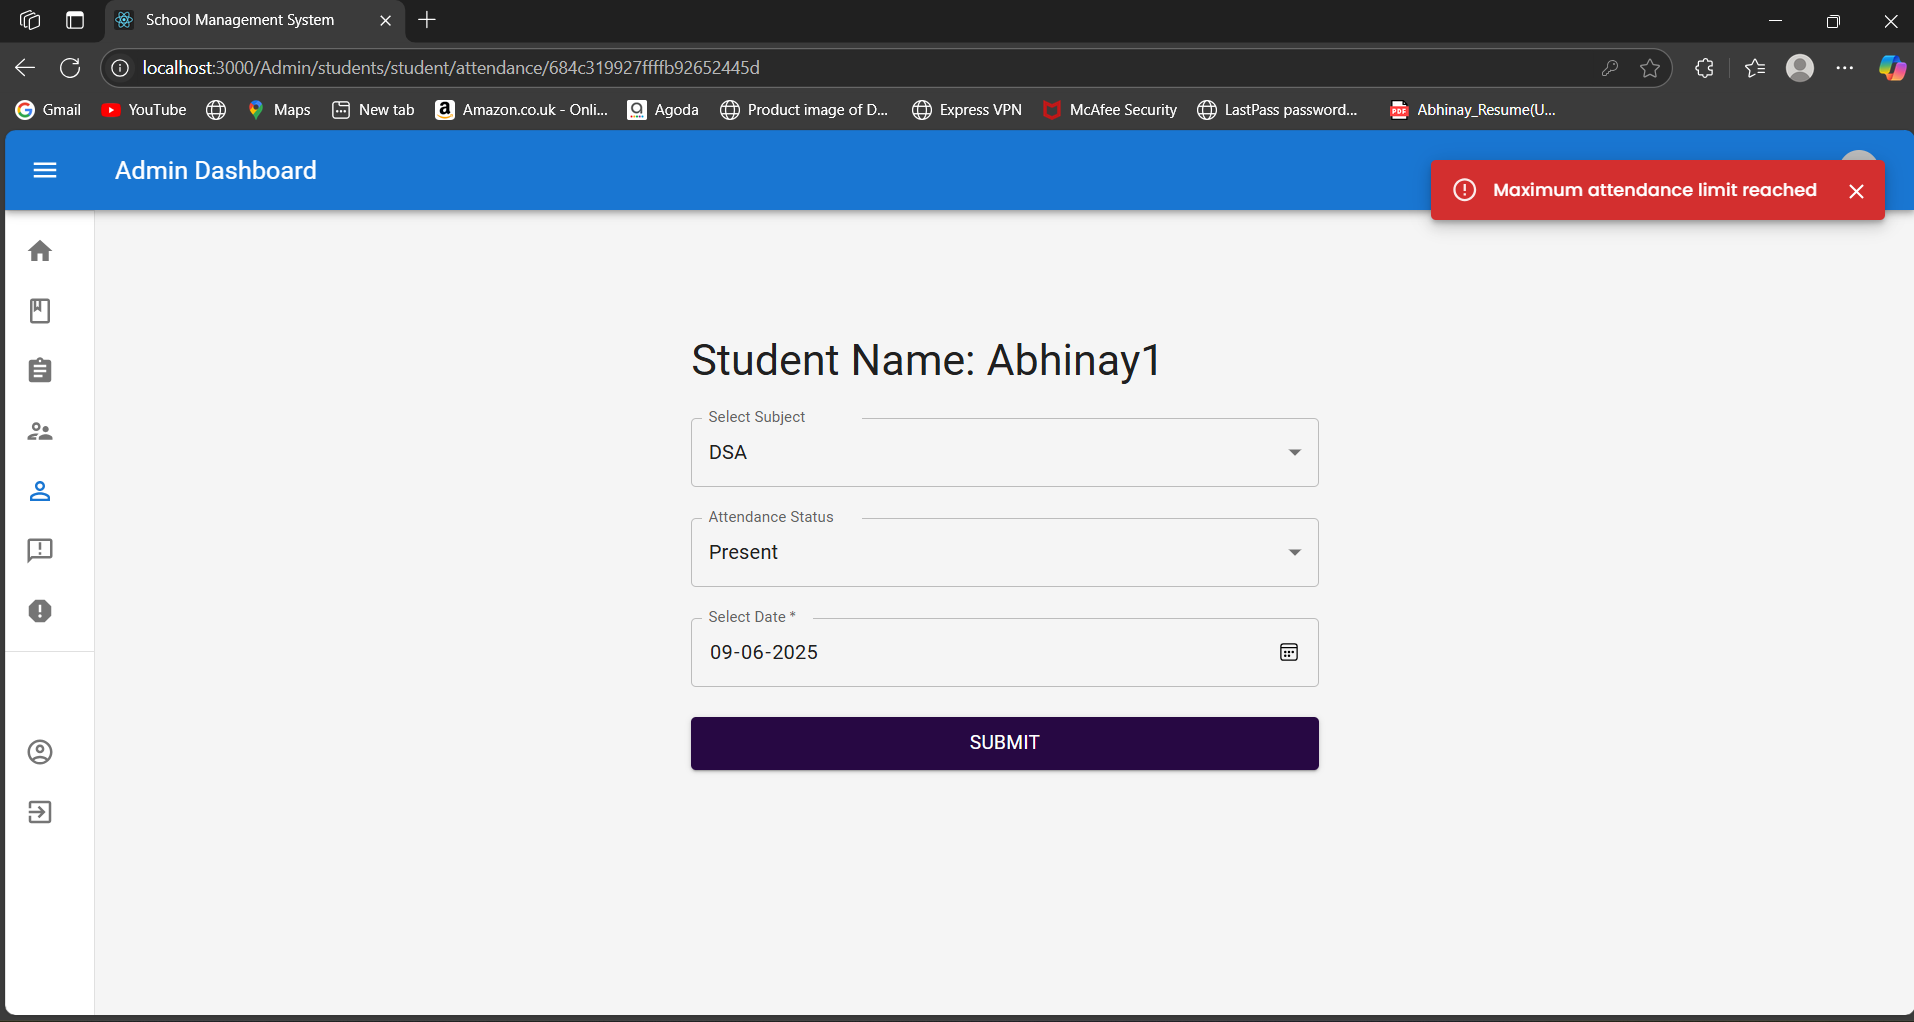 School Management System
localhost:3000/Admin/students/student/attendance/684c319927ffffb92652445d
Gmail YouTube Maps New tab Amazon.co.uk - Onli... Agoda Product image of D... Express VPN McAfee Security LastPass password... Abhinay_Resume(U...
Admin Dashboard
Maximum attendance limit reached
Student Name: Abhinay1
Select Subject
DSA
Attendance Status
Present
Select Date *
09-06-2025
SUBMIT